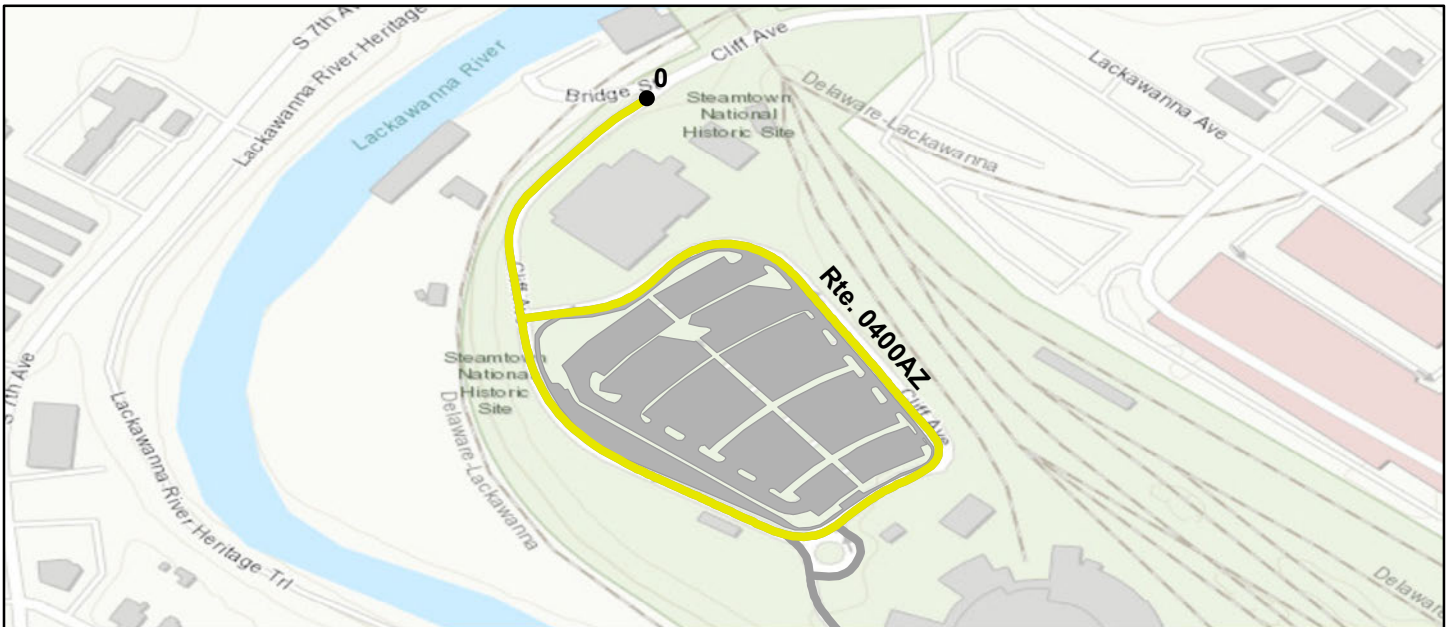 S 7th Av
Lackawanna River Heritage
Lackawanna River
Bridge St
0
Cliff Ave
Steamtown
National
Historic Site
Delaware-Lackawanna
Lackawanna Ave
Cliff Ave
Rte. 0400AZ
Cliff Ave
Steamtown
National
Historic
Site
S 7th Ave
Delaware-Lackawanna
Lackawanna River Heritage Trl
Delaware